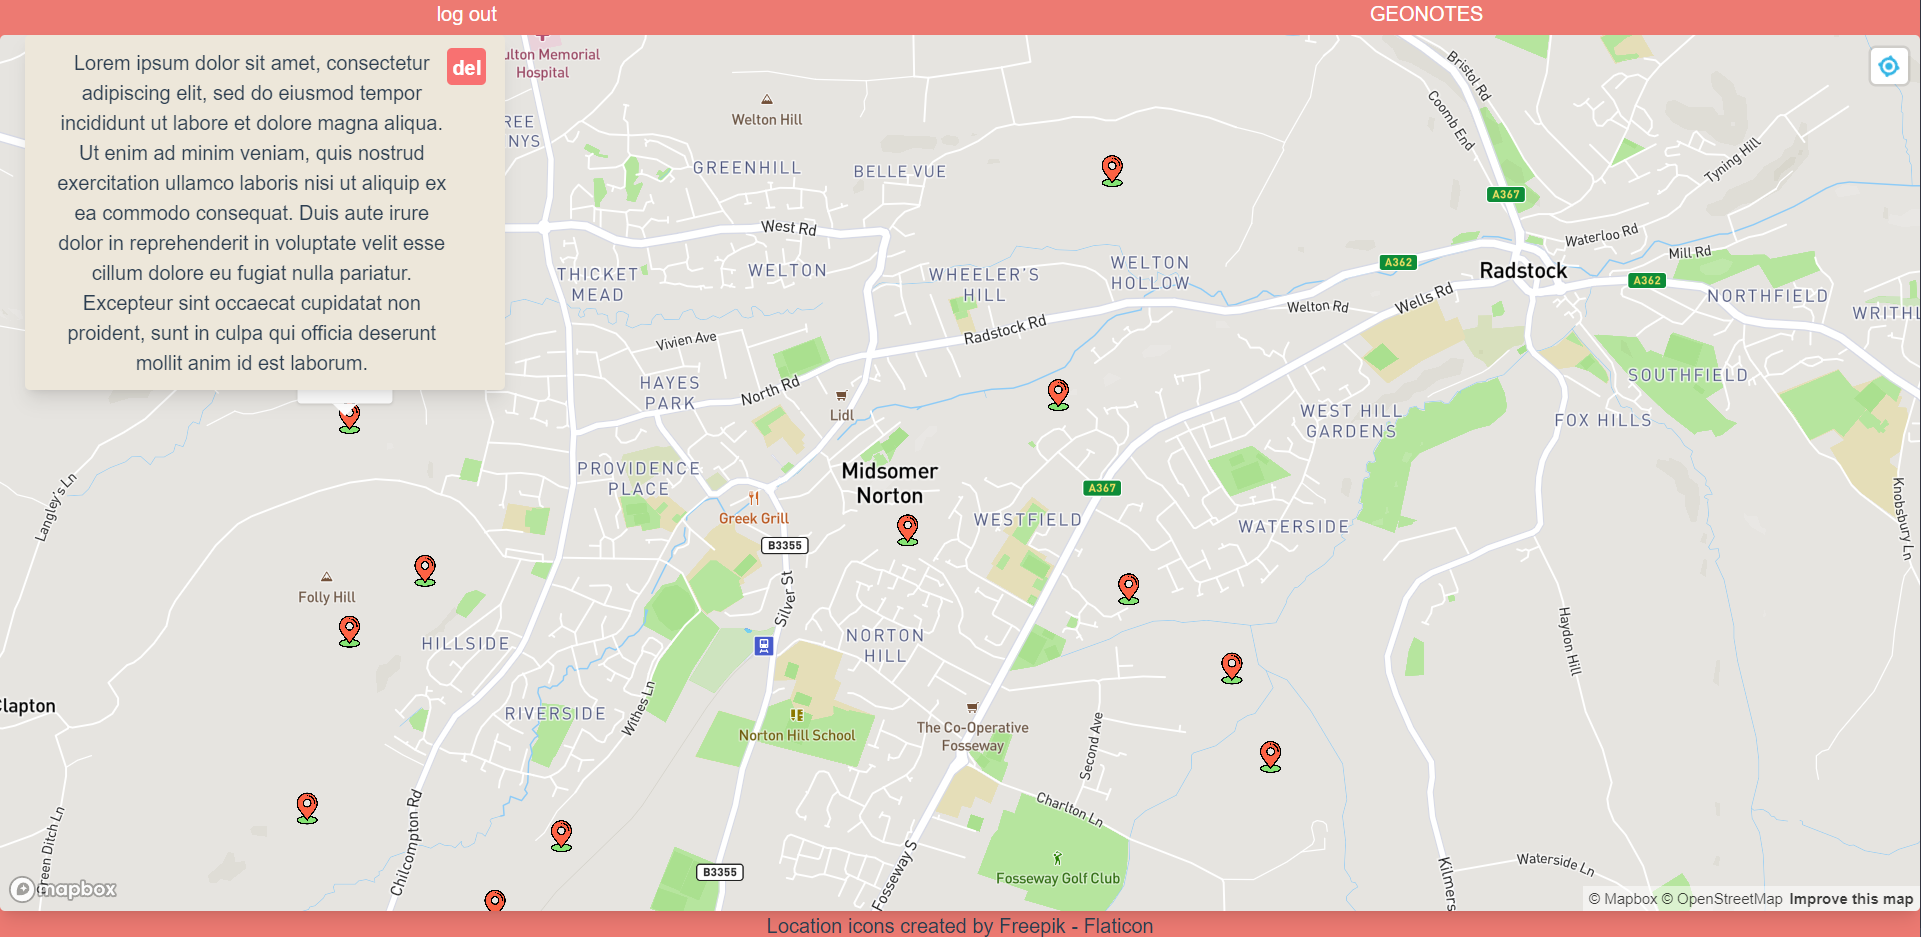 log out
GEONOTES
Lorem ipsum dolor sit amet, consectetur
adipiscing elit, sed do eiusmod tempor
incididunt ut labore et dolore magna aliqua.
Ut enim ad minim veniam, quis nostrud
exercitation ullamco laboris nisi ut aliquip ex
ea commodo consequat. Duis aute irure
dolor in reprehenderit in voluptate velit esse
cillum dolore eu fugiat nulla pariatur.
Excepteur sint occaecat cupidatat non
proident, sunt in culpa qui officia deserunt
mollit anim id est laborum.
del
ulton Memorial
Hospital
REE
NYS
Welton Hill
GREENHILL
BELLE VUE
Bristol Rd
Coomb End
Tyning Hill
A367
West Rd
Waterloo Rd
Mill Rd
THICKET
MEAD
WELTON
WHEELER'S
HILL
WELTON
HOLLOW
A362
Radstock
A362
NORTHFIELD
WRITHL
Welton Rd
Wells Rd
Radstock Rd
Vivien Ave
HAYES
PARK
North Rd
Lidl
SOUTHFIELD
WEST HILL
GARDENS
FOX HILLS
PROVIDENCE
PLACE
Midsomer
Norton
A367
Langley's Ln
Greek Grill
WESTFIELD
WATERSIDE
Knobsbury Ln
B3355
Folly Hill
Silver St
HILLSIDE
NORTON
HILL
Haydon Hill
Clapton
RIVERSIDE
Withes Ln
Norton Hill School
The Co-Operative
Fosseway
Second Ave
Green Ditch Ln
Chilcompton Rd
Charlton Ln
B3355
Fosseway S
Fosseway Golf Club
Waterside Ln
Kilmers
mapbox
© Mapbox © OpenStreetMap Improve this map
Location icons created by Freepik - Flaticon